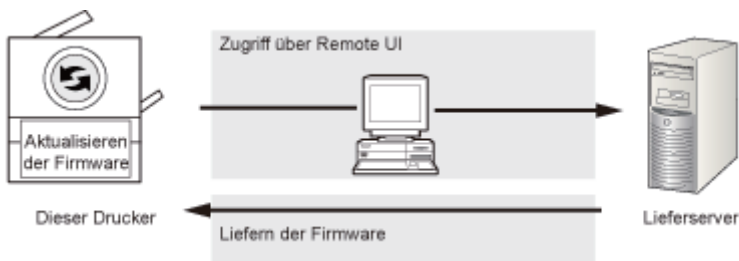 Zugriff über Remote UI
Aktualisieren
der Firmware
Dieser Drucker
Lieferserver
Liefern der Firmware